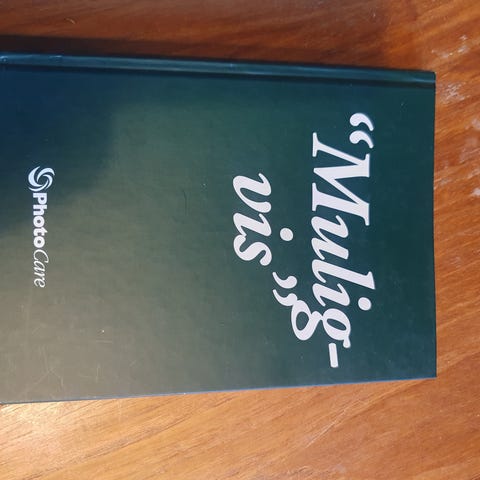 “Mulig-
vis”
PhotoCare